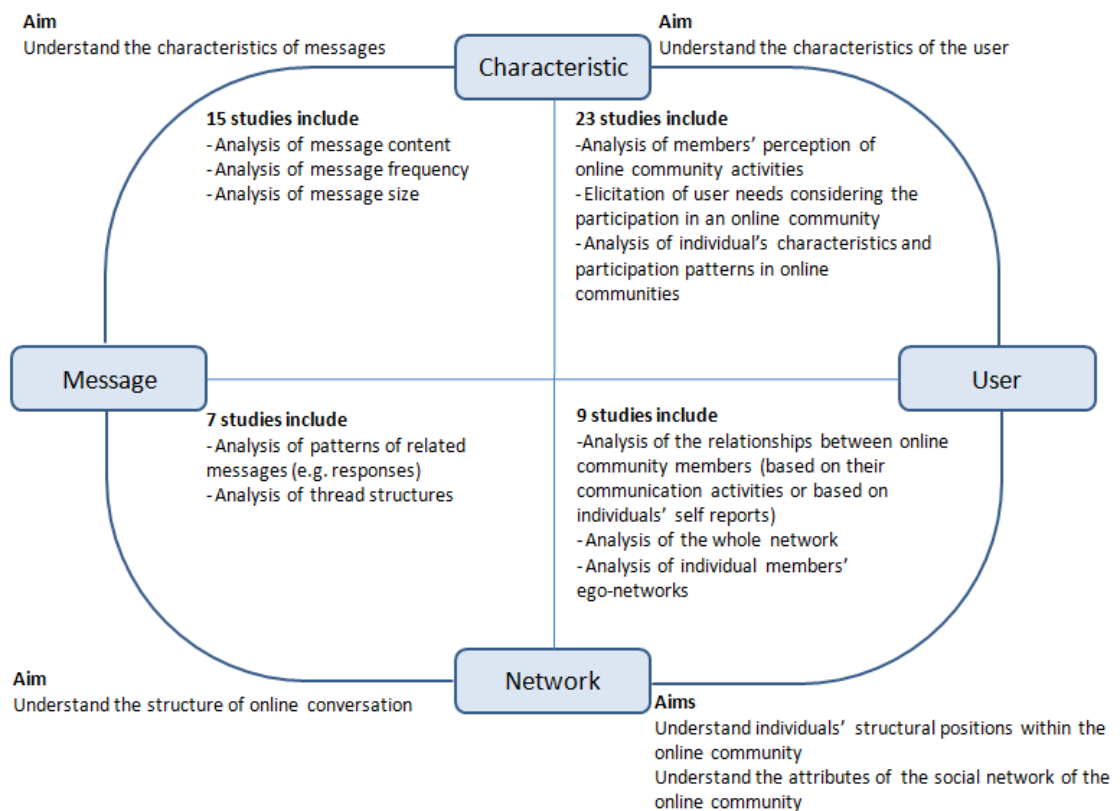 Aim
Understand the characteristics of messages
Aim
Understand the characteristics of the user
Characteristic
15 studies include
-Analysis of message content
-Analysis of message frequency
-Analysis of message size
23 studies include
-Analysis of members' perception of
online community activities
-Elicitation of user needs considering the
participation in an online community
-Analysis of individual's characteristics and
participation patterns in online
communities
Message
User
7 studies include
-Analysis of patterns of related
messages (e.g. responses)
-Analysis of thread structures
9 studies include
-Analysis of the relationships between online
community members (based on their
communication activities or based on
individuals' self reports)
-Analysis of the whole network
-Analysis of individual members'
ego-networks
Network
Aim
Understand the structure of online conversation
Aims
Understand individuals' structural positions within the
online community
Understand the attributes of the social network of the
online community